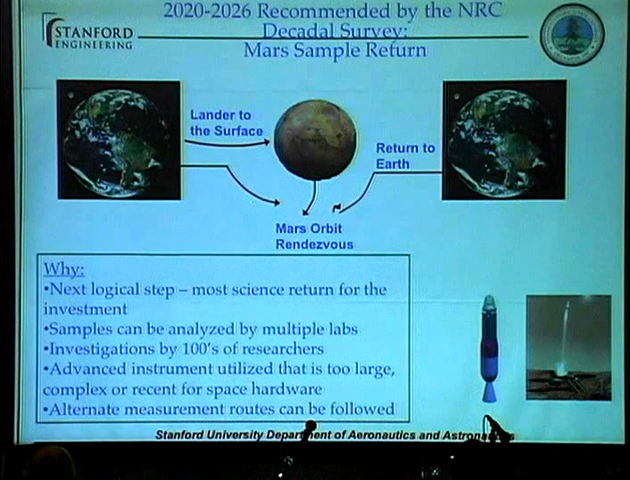 2020-2026 Recommended by the NRC
Decadal Survey:
Mars Sample Return
STANFORD
ENGINEERING
Lander to
the Surface
Return to
Earth
Mars Orbit
Rendezvous
Why:
•Next logical step – most science return for the
investment
•Samples can be analyzed by multiple labs
•Investigations by 100's of researchers
•Advanced instrument utilized that is too large,
complex or recent for space hardware
•Alternate measurement routes can be followed
Stanford University Department of Aeronautics and Astronautics